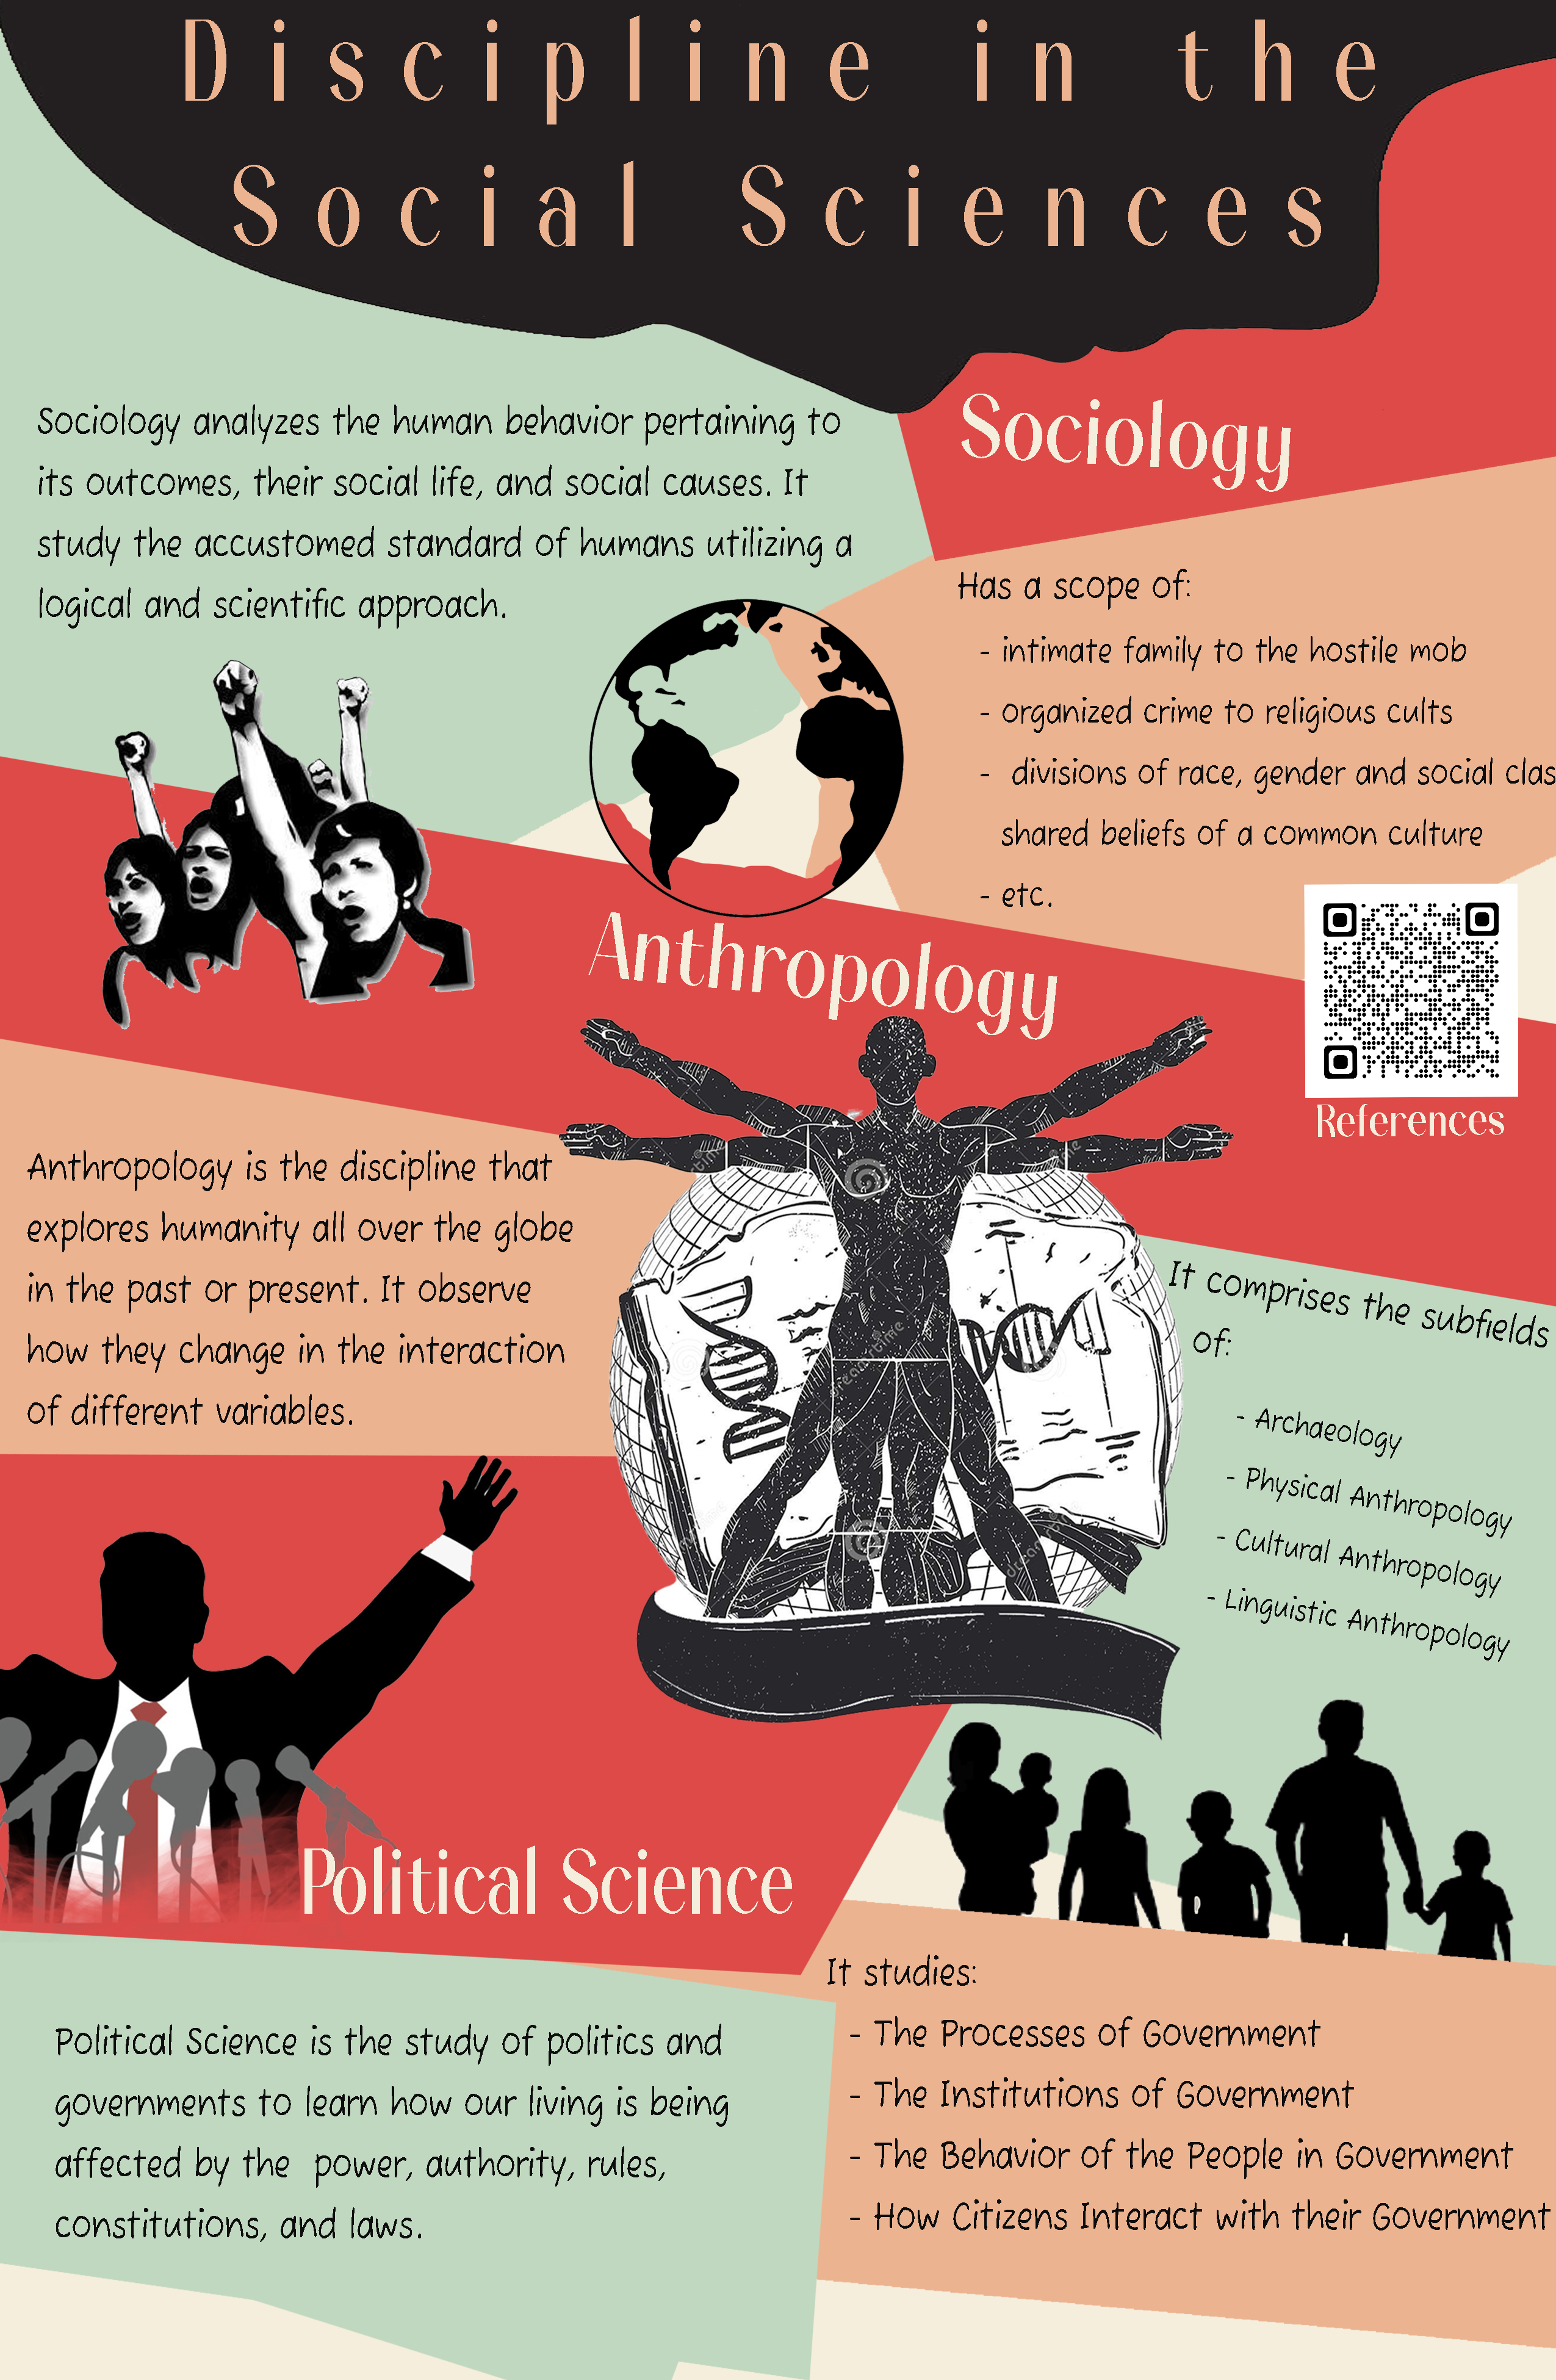 Discipline in the
Social Sciences
Sociology analyzes the human behavior pertaining to
its outcomes, their social life, and social causes. It
study the accustomed standard of humans utilizing a
logical and scientific approach.
Sociology
Has a scope of:
- intimate family to the hostile mob
- organized crime to religious cults
- divisions of race, gender and social clas
shared beliefs of a common culture
- etc.
References
Anthropology
Anthropology is the discipline that
explores humanity all over the globe
in the past or present. It observe
how they change in the interaction
of different variables.
It comprises the subfields
of:
- Archaeology
- Physical Anthropology
- Cultural Anthropology
- Linguistic Anthropology
dreamstime
Political Science
Political Science is the study of politics and
governments to learn how our living is being
affected by the power, authority, rules,
constitutions, and laws.
It studies:
- The Processes of Government
- The Institutions of Government
- The Behavior of the People in Government
- How Citizens Interact with their Government